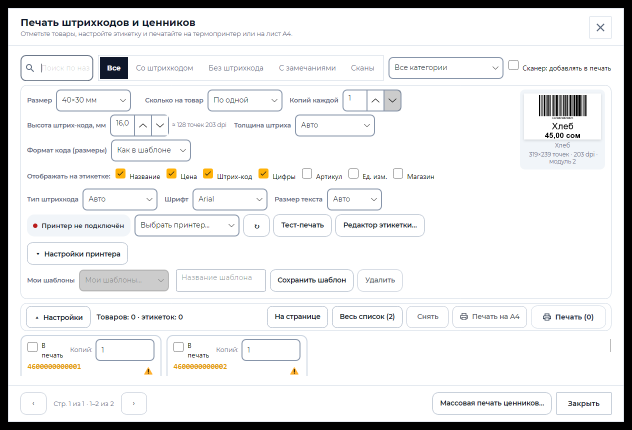 Печать штрихкодов и ценников
Отметьте товары, настройте этикетку и печатайте на термопринтер или на лист A4
Поиск по наз
Все
Со штрихкодом
Без штрихкода
С замечаниями
Сканы
Все категории
Сканер: добавлять в печать
Размер
40×30 мм
Сколько на товар
По одной
Копий каждой
1
Высота штрих-кода, мм
16,0
≈ 128 точек 203 dpi
Толщина штриха
Авто
Формат кода (размеры)
Как в шаблоне
Отображать на этикетке:
Название
Цена
Штрих-код
Цифры
Артикул
Ед. изм.
Магазин
Тип штрихкода
Авто
Шрифт
Arial
Размер текста
Авто
Принтер не подключён
Выбрать принтер...
Тест-печать
Редактор этикетки...
Настройки принтера
Мои шаблоны
Мои шаблоны...
Название шаблона
Сохранить шаблон
Удалить
Хлеб
45,00 сом
Хлеб
319×239 точек · 203 dpi ·
модуль 2
Настройки
Товаров: 0 · этикеток: 0
На странице
Весь список (2)
Снять
Печать на A4
Печать (0)
В печать
Копий:
1
4600000000001
В печать
Копий:
1
4600000000002
Стр. 1 из 1 · 1–2 из 2
Массовая печать ценников...
Закрыть